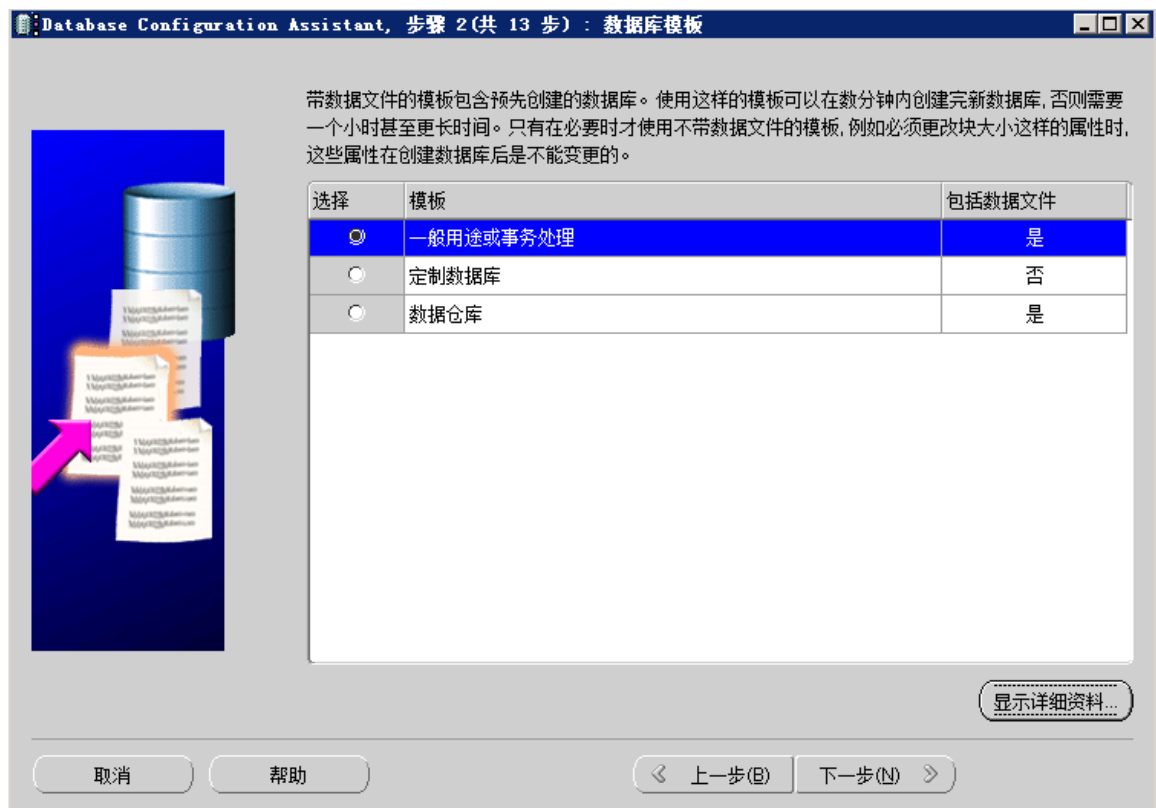 Database Configuration Assistant, 步骤 2(共 13 步) : 数据库模板
带数据文件的模板包含预先创建的数据库。使用这样的模板可以在数分钟内创建完新数据库, 否则需要
一个小时甚至更长时间。只有在必要时才使用不带数据文件的模板, 例如必须更改块大小这样的属性时,
这些属性在创建数据库后是不能变更的。
选择 模板 包括数据文件
一般用途或事务处理 是
定制数据库 否
数据仓库 是
显示详细资料...
取消 帮助 上一步(B) 下一步(N)